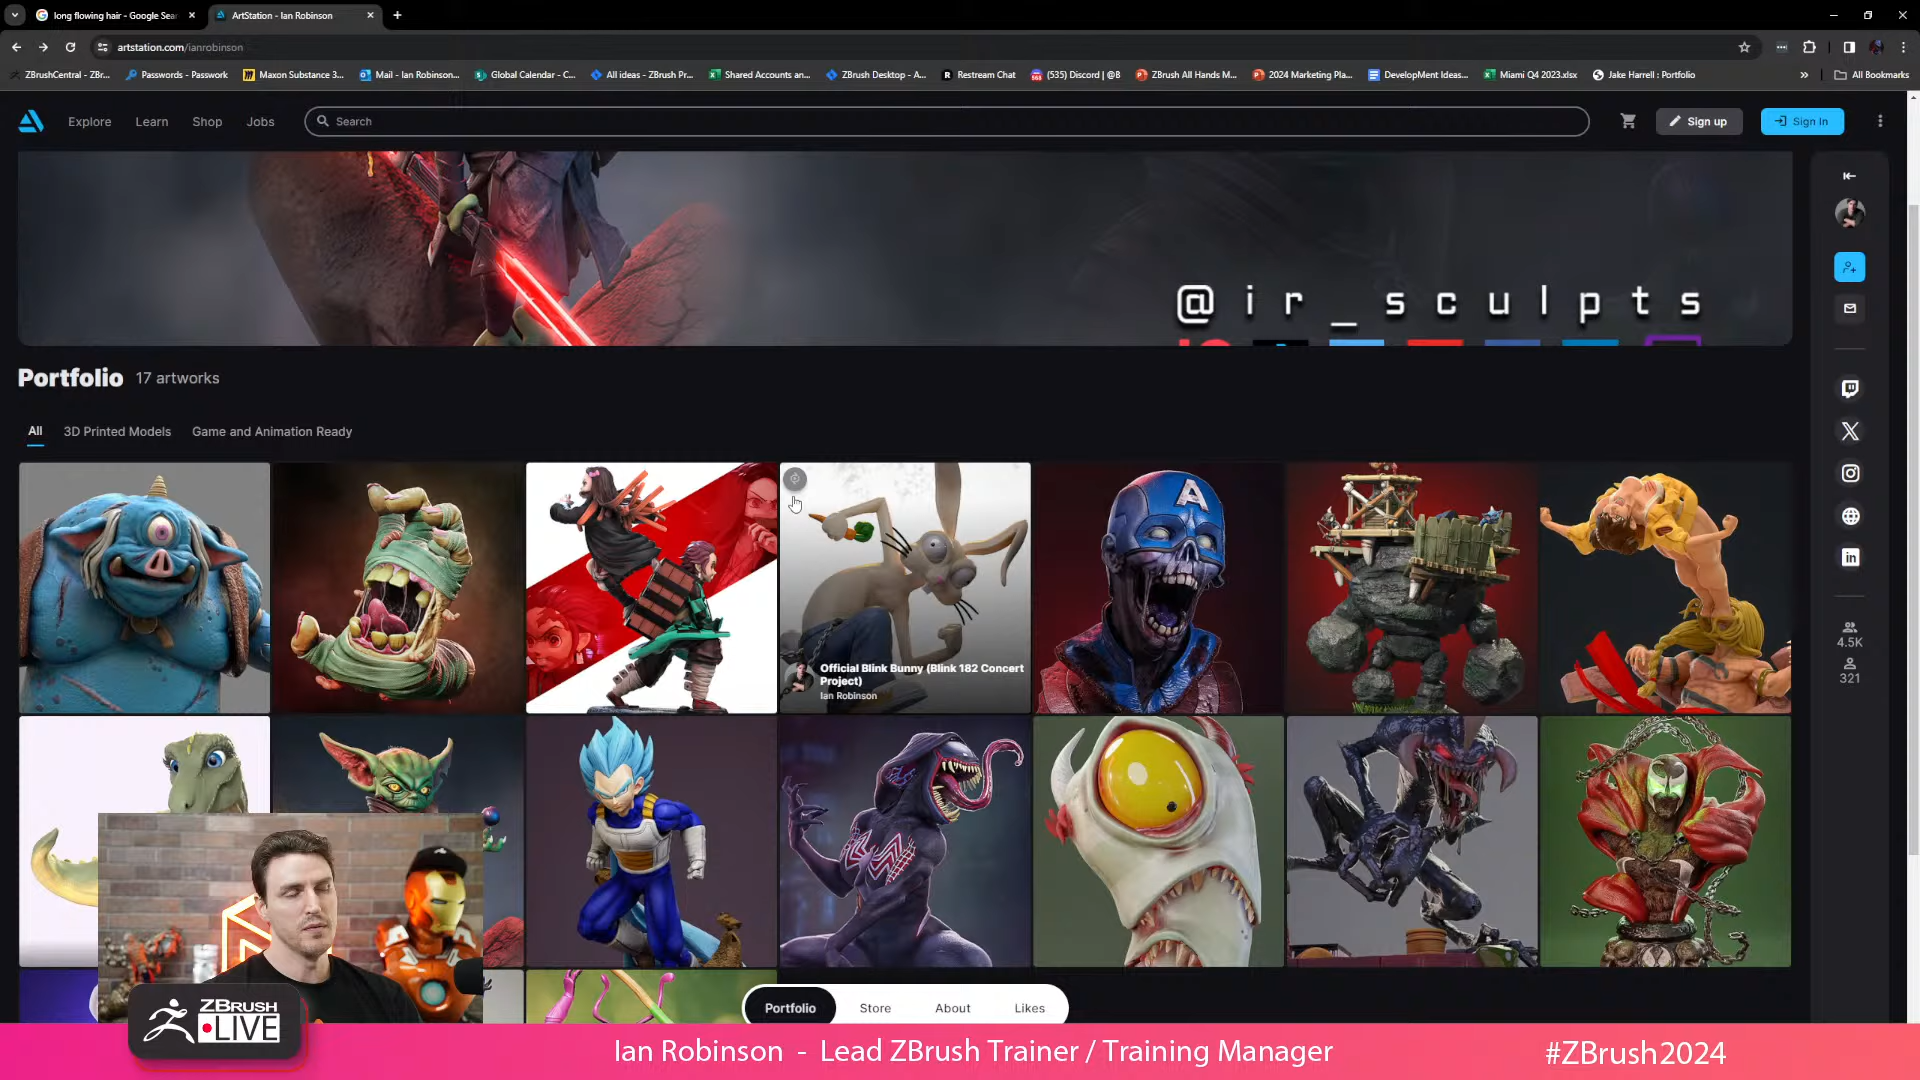 long flowing hair - Google Sear
ArtStation - Ian Robinson
artstation.com/ianrobinson
ZBrushCentral - ZBr...
Passwords - Passwork
Maxon Substance 3...
Mail - Ian Robinson...
Global Calendar - C...
All ideas - ZBrush Pr...
Shared Accounts an...
ZBrush Desktop - A...
Restream Chat
(535) Discord | @B
ZBrush All Hands M...
2024 Marketing Pla...
DevelopMent Ideas...
Miami Q4 2023.xlsx
Jake Harrell : Portfolio
All Bookmarks
Explore
Learn
Shop
Jobs
Search
Sign up
Sign In
@ir_sculpts
Portfolio 17 artworks
All
3D Printed Models
Game and Animation Ready
A
Official Blink Bunny (Blink 182 Concert
Project)
Ian Robinson
4.5K
321
Portfolio
Store
About
Likes
ZBRUSH
LIVE
Ian Robinson - Lead ZBrush Trainer / Training Manager
#ZBrush2024